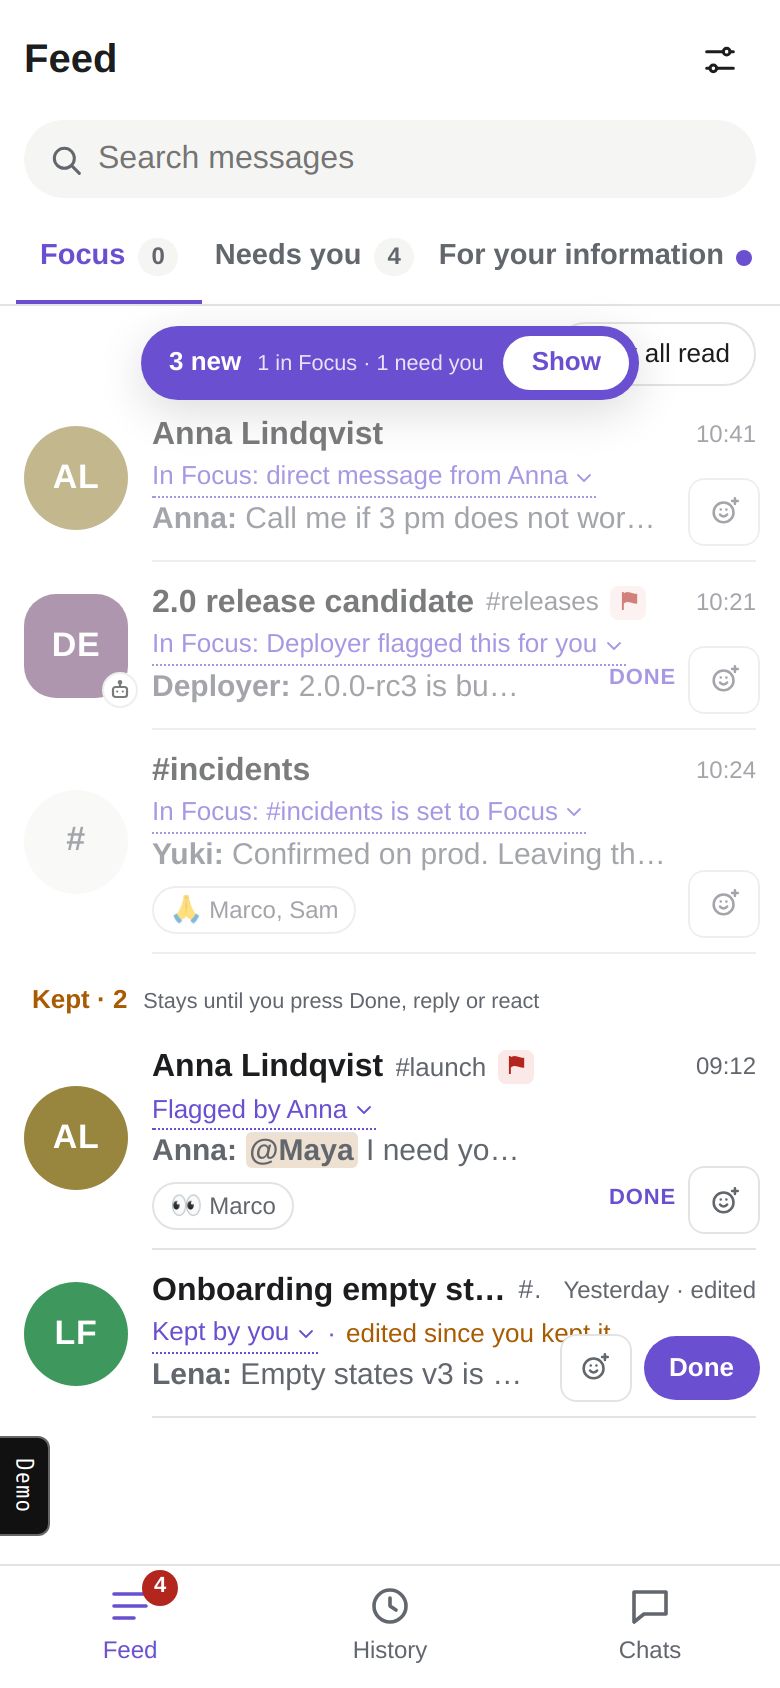 Feed
Search messages
Focus 0 Needs you 4 For your information
3 new 1 in Focus · 1 need you Show all read
Anna Lindqvist 10:41
AL
In Focus: direct message from Anna
Anna: Call me if 3 pm does not wor…
2.0 release candidate #releases 10:21
DE
In Focus: Deployer flagged this for you
Deployer: 2.0.0-rc3 is bu… DONE
#incidents 10:24
#
In Focus: #incidents is set to Focus
Yuki: Confirmed on prod. Leaving th…
🙏 Marco, Sam
Kept · 2 Stays until you press Done, reply or react
Anna Lindqvist #launch 09:12
AL
Flagged by Anna
Anna: @Maya I need yo…
👀 Marco DONE
Onboarding empty st… #. Yesterday · edited
LF
Kept by you · edited since you kept it
Lena: Empty states v3 is … Done
Demo
4
Feed History Chats